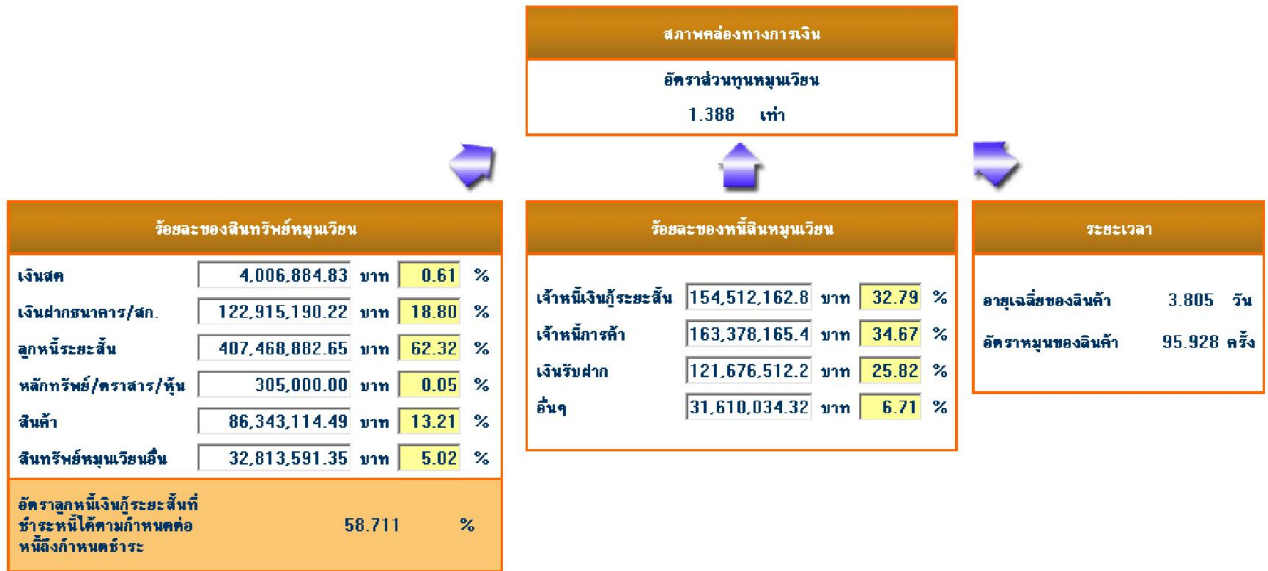 สภาพคล่องทางการเงิน
อัตราส่วนทุนหมุนเวียน
1.388 เท่า
ร้อยละของสินทรัพย์หมุนเวียน
เงินสด 4,006,884.83 บาท 0.61 %
เงินฝากธนาคาร/สก. 122,915,190.22 บาท 18.80 %
ลูกหนี้ระยะสั้น 407,468,882.65 บาท 62.32 %
หลักทรัพย์/ตราสาร/หุ้น 305,000.00 บาท 0.05 %
สินค้า 86,343,114.49 บาท 13.21 %
สินทรัพย์หมุนเวียนอื่น 32,813,591.35 บาท 5.02 %
อัตราลูกหนี้เงินกู้ระยะสั้นที่
ชำระหนี้ได้ตามกำหนดต่อ 58.711 %
หนี้ถึงกำหนดชำระ
ร้อยละของหนี้สินหมุนเวียน
เจ้าหนี้เงินกู้ระยะสั้น 154,512,162.8 บาท 32.79 %
เจ้าหนี้การค้า 163,378,165.4 บาท 34.67 %
เงินรับฝาก 121,676,512.2 บาท 25.82 %
อื่นๆ 31,610,034.32 บาท 6.71 %
ระยะเวลา
อายุเฉลี่ยของสินค้า 3.805 วัน
อัตราหมุนของสินค้า 95.928 ครั้ง